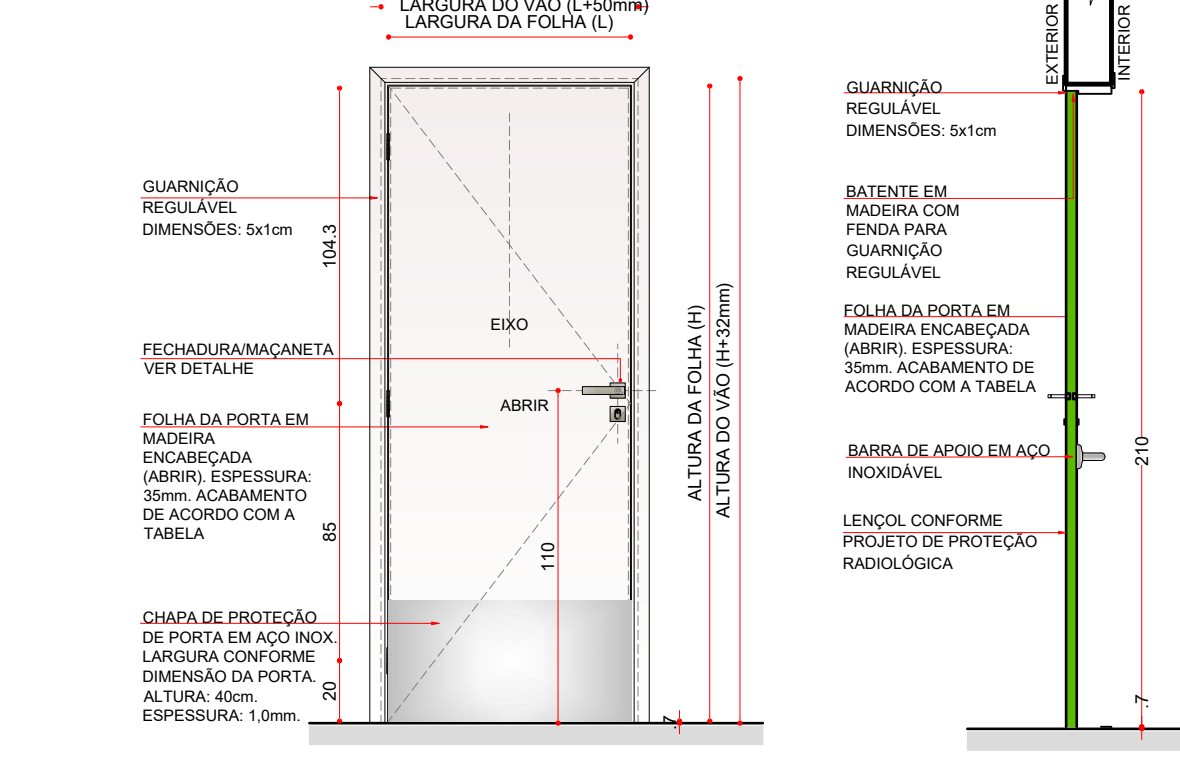 LARGURA DO VÃO (L+50mm)
LARGURA DA FOLHA (L)
GUARNIÇÃO
REGULÁVEL
DIMENSÕES: 5x1cm
104.3
EIXO
FECHADURA/MAÇANETA
VER DETALHE
ABRIR
FOLHA DA PORTA EM
MADEIRA
ENCABEÇADA
(ABRIR). ESPESSURA:
35mm. ACABAMENTO
DE ACORDO COM A
TABELA
85
110
CHAPA DE PROTEÇÃO
DE PORTA EM AÇO INOX.
LARGURA CONFORME
DIMENSÃO DA PORTA.
ALTURA: 40cm.
ESPESSURA: 1,0mm.
20
ALTURA DA FOLHA (H)
ALTURA DO VÃO (H+32mm)
.7
EXTERIOR
INTERIOR
GUARNIÇÃO
REGULÁVEL
DIMENSÕES: 5x1cm
BATENTE EM
MADEIRA COM
FENDA PARA
GUARNIÇÃO
REGULÁVEL
FOLHA DA PORTA EM
MADEIRA ENCABEÇADA
(ABRIR). ESPESSURA:
35mm. ACABAMENTO DE
ACORDO COM A TABELA
BARRA DE APOIO EM AÇO
INOXIDÁVEL
LENÇOL CONFORME
PROJETO DE PROTEÇÃO
RADIOLÓGICA
210
.7